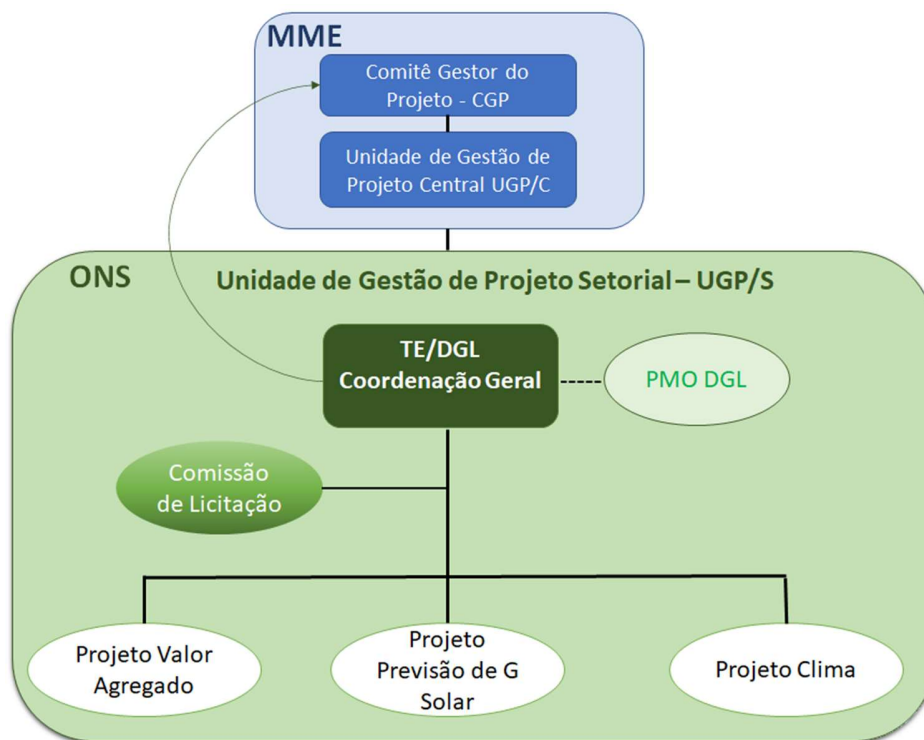 MME
Comitê Gestor do
Projeto - CGP
Unidade de Gestão de
Projeto Central UGP/C
ONS
Unidade de Gestão de Projeto Setorial – UGP/S
TE/DGL
Coordenação Geral
PMO DGL
Comissão
de Licitação
Projeto Valor
Agregado
Projeto
Previsão de G
Solar
Projeto Clima